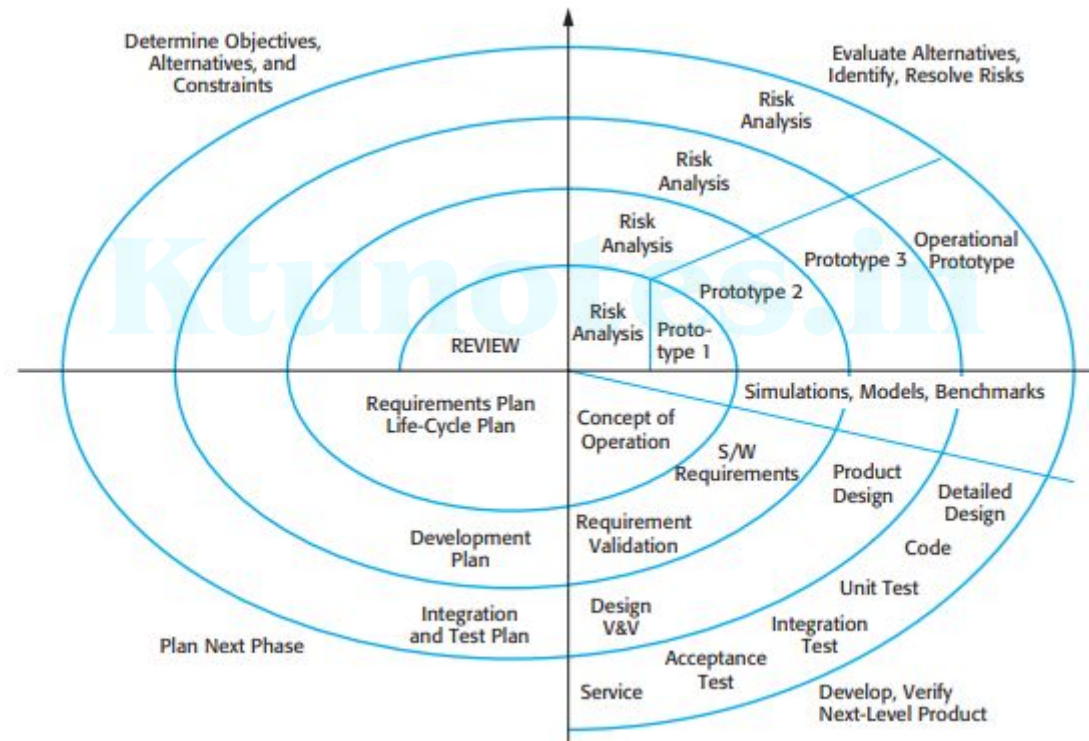 Determine Objectives,
Alternatives, and
Constraints
Evaluate Alternatives,
Identify, Resolve Risks
Risk
Analysis
Risk
Analysis
Risk
Analysis
Risk
Analysis
Proto-
type 1
Prototype 2
Prototype 3
Operational
Prototype
Ktunotes.in
REVIEW
Requirements Plan
Life-Cycle Plan
Concept of
Operation
Simulations, Models, Benchmarks
S/W
Requirements
Product
Design
Detailed
Design
Development
Plan
Requirement
Validation
Code
Unit Test
Integration
and Test Plan
Design
V&V
Integration
Test
Plan Next Phase
Acceptance
Test
Service
Develop, Verify
Next-Level Product